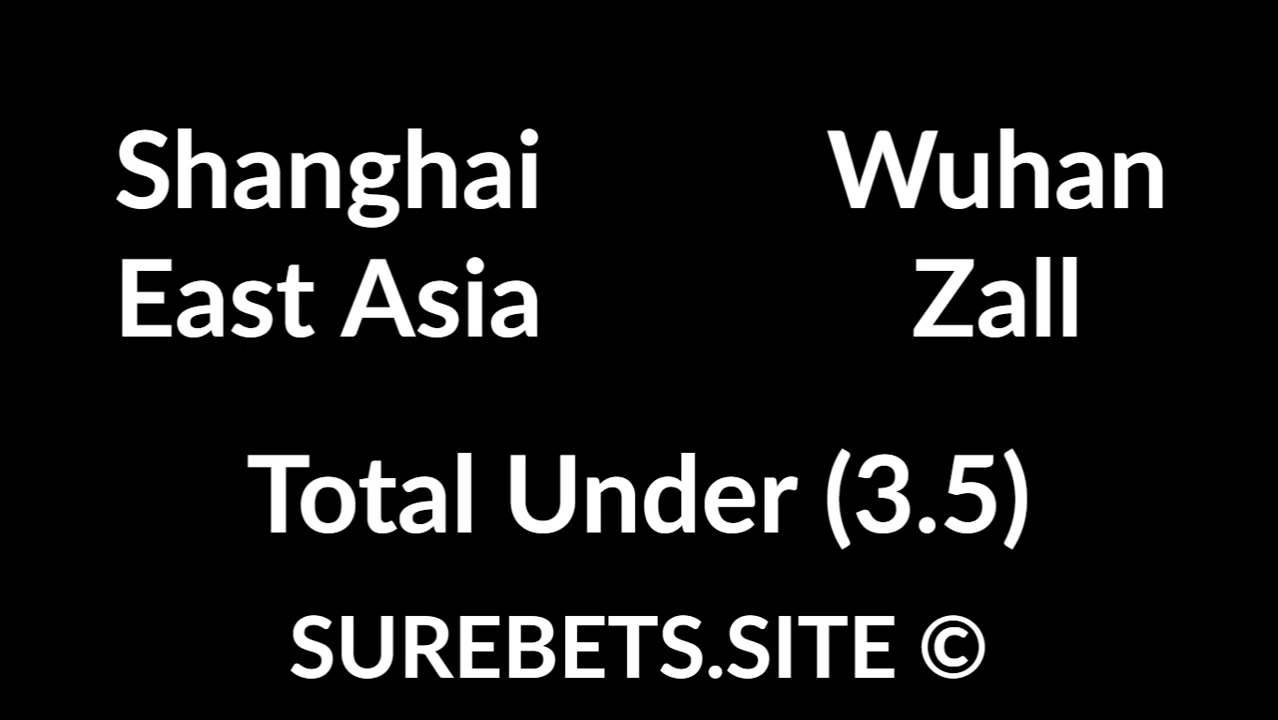 Shanghai
East Asia
Wuhan
Zall
Total Under (3.5)
SUREBETS.SITE ©